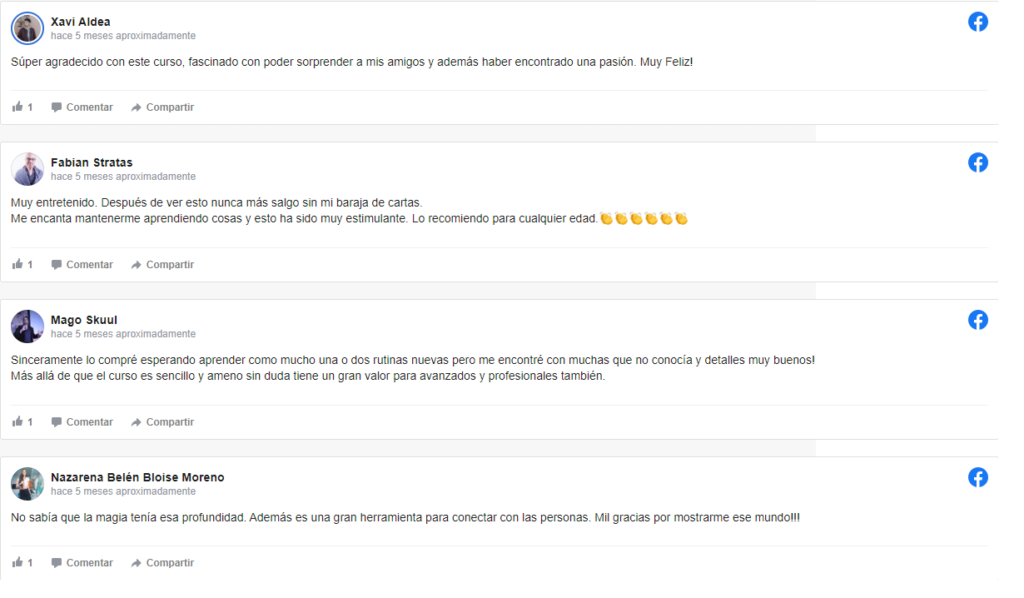 Xavi Aldea
hace 5 meses aproximadamente
Súper agradecido con este curso, fascinado con poder sorprender a mis amigos y además haber encontrado una pasión. Muy Feliz!
1 Comentar Compartir
Fabian Stratas
hace 5 meses aproximadamente
Muy entretenido. Después de ver esto nunca más salgo sin mi baraja de cartas.
Me encanta mantenerme aprendiendo cosas y esto ha sido muy estimulante. Lo recomiendo para cualquier edad.👏👏👏👏👏👏
1 Comentar Compartir
Mago Skuul
hace 5 meses aproximadamente
Sinceramente lo compré esperando aprender como mucho una o dos rutinas nuevas pero me encontré con muchas que no conocía y detalles muy buenos!
Más allá de que el curso es sencillo y ameno sin duda tiene un gran valor para avanzados y profesionales también.
1 Comentar Compartir
Nazarena Belén Bloise Moreno
hace 5 meses aproximadamente
No sabía que la magia tenía esa profundidad. Además es una gran herramienta para conectar con las personas. Mil gracias por mostrarme ese mundo!!!
1 Comentar Compartir